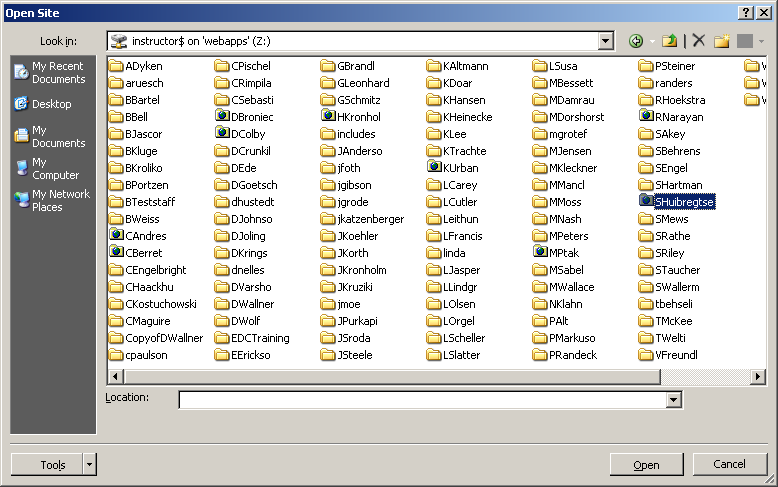 Open Site
Look in:
instructor$ on 'webapps' (Z:)
My Recent
Documents
Desktop
My
Documents
My
Computer
My Network
Places
ADyken
aruesch
BBartel
BBell
BJascor
BKluge
BKroliko
BPortzen
BTeststaff
BWeiss
CAndres
CBerret
CEngelbright
CHaackhu
CKostuchowski
CMaguire
CopyofDWallner
cpaulson
CPischel
CRimpila
CSebasti
DBroniec
DColby
DCrunkil
DEde
DGoetsch
dhustedt
DJohnso
DJoling
DKrings
dnelles
DVarsho
DWallner
DWolf
EDCTraining
EErickso
GBrandl
GLeonhard
GSchmitz
HKronhol
includes
JAnderso
jfoth
jgibson
jgrode
jkatzenberger
JKoehler
JKorth
JKronholm
JKruziki
jmoe
JPurkapi
JSroda
JSteele
KAltmann
KDoar
KHansen
KHeinecke
KLee
KTrachte
KUrban
LCarey
LCutler
Leithun
LFrancis
linda
LJasper
LLindgr
LOlsen
LOrgel
LScheller
LSlatter
LSusa
MBessett
MDamrau
MDorshorst
mgrotef
MJensen
MKleckner
MMancl
MMoss
MNash
MPeters
MPtak
MSabel
MWallace
NKlahn
PAlt
PMarkuso
PRandeck
PSteiner
randers
RHoekstra
RNarayan
SAkey
SBehrens
SEngel
SHartman
SHuibregtse
SMews
SRathe
SRiley
STaucher
SWallerm
tbehseli
TMcKee
TWelti
VFreundl
Location:
Tools
Open
Cancel